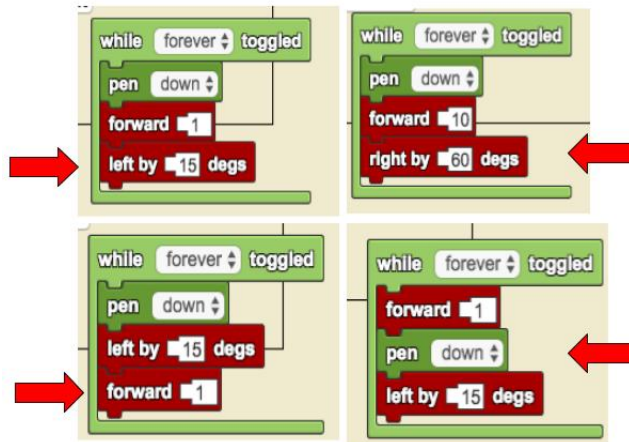 while forever toggled
pen down
forward 1
left by 15 degs
while forever toggled
pen down
forward 10
right by 60 degs
while forever toggled
pen down
left by 15 degs
forward 1
while forever toggled
forward 1
pen down
left by 15 degs